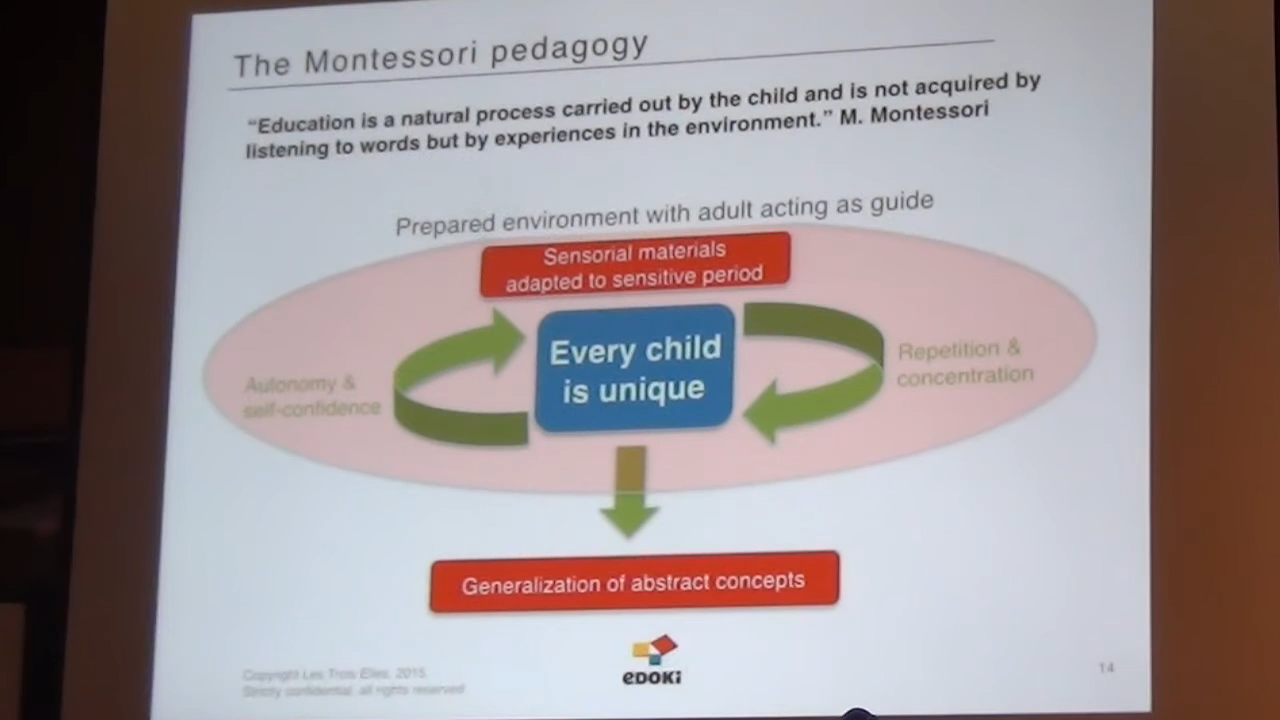 The Montessori pedagogy
“Education is a natural process carried out by the child and is not acquired by
listening to words but by experiences in the environment.” M. Montessori
Prepared environment with adult acting as guide
Sensorial materials
adapted to sensitive period
Every child
is unique
Autonomy &
self-confidence
Repetition &
concentration
Generalization of abstract concepts
eDOKi
Copyright Les Trois Elles, 2015
Strictly confidential, all rights reserved
14